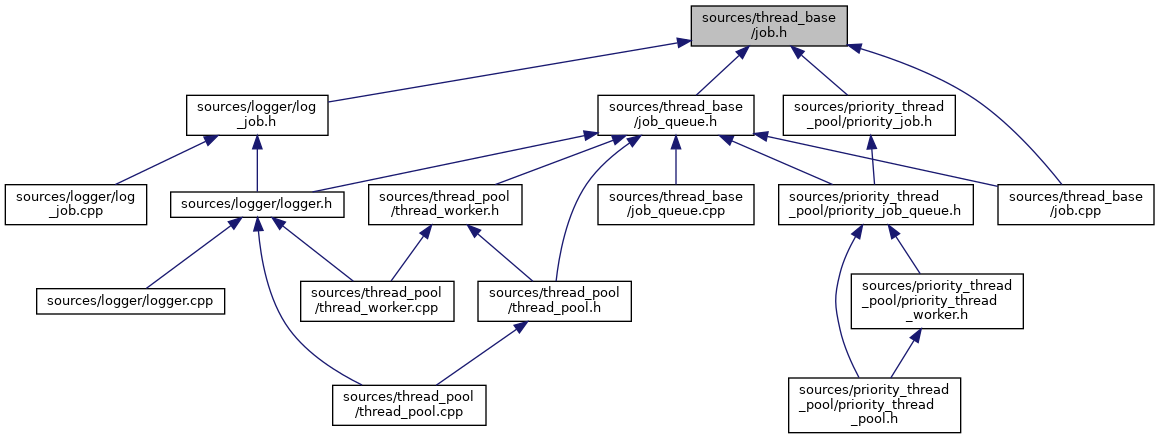 sources/thread_base
/job.h
sources/logger/log
_job.h
sources/thread_base
/job_queue.h
sources/priority_thread
_pool/priority_job.h
sources/logger/log
_job.cpp
sources/logger/logger.h
sources/thread_pool
/thread_worker.h
sources/thread_base
/job_queue.cpp
sources/priority_thread
_pool/priority_job_queue.h
sources/thread_base
/job.cpp
sources/logger/logger.cpp
sources/thread_pool
/thread_worker.cpp
sources/thread_pool
/thread_pool.h
sources/priority_thread
_pool/priority_thread
_worker.h
sources/thread_pool
/thread_pool.cpp
sources/priority_thread
_pool/priority_thread
_pool.h